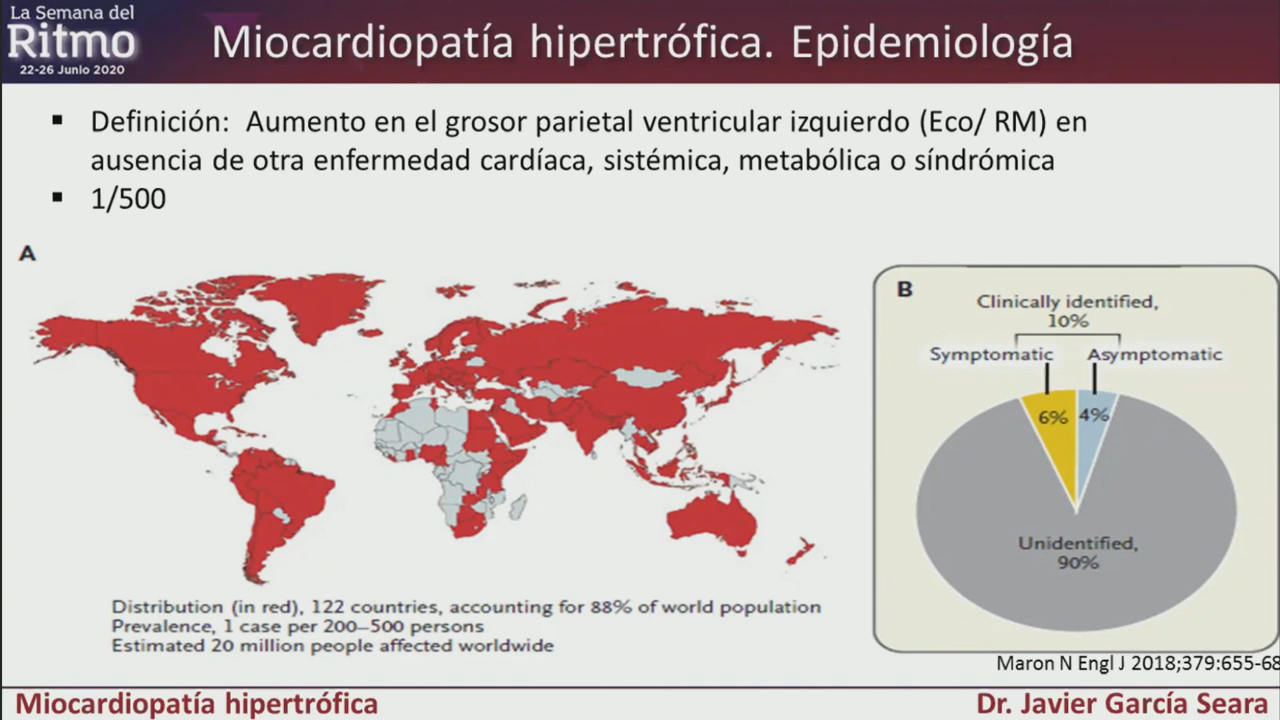 La Semana del
Ritmo
22-26 Junio 2020
Miocardiopatía hipertrófica. Epidemiología
▪ Definición: Aumento en el grosor parietal ventricular izquierdo (Eco/ RM) en
ausencia de otra enfermedad cardíaca, sistémica, metabólica o síndrómica
▪ 1/500
A
B
Clinically identified,
10%
Symptomatic
Asymptomatic
6%
4%
Unidentified,
90%
Distribution (in red), 122 countries, accounting for 88% of world population
Prevalence, 1 case per 200–500 persons
Estimated 20 million people affected worldwide
Maron N Engl J 2018;379:655-68
Miocardiopatía hipertrófica
Dr. Javier García Seara